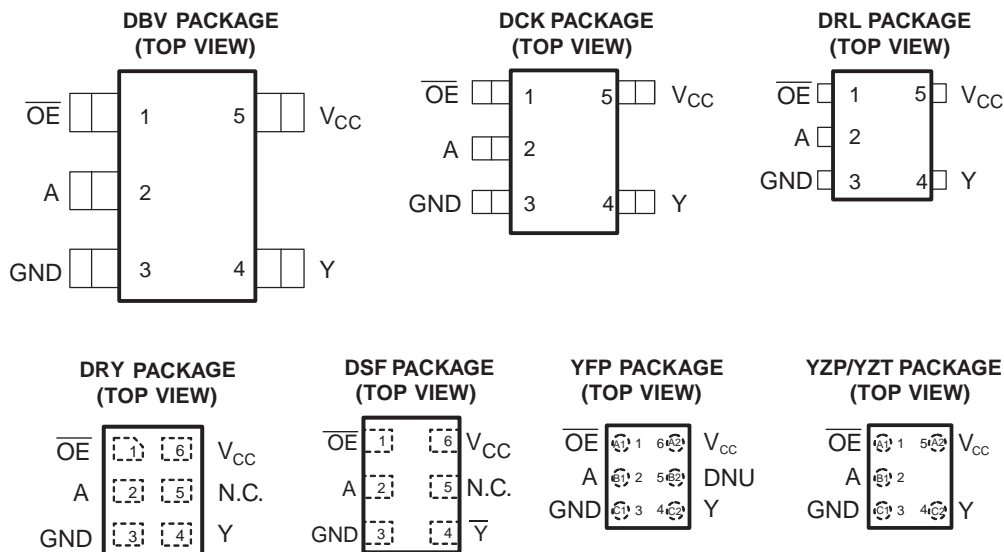 DBV PACKAGE
(TOP VIEW)
OE 1 5 VCC
A 2
GND 3 4 Y
DCK PACKAGE
(TOP VIEW)
OE 1 5 VCC
A 2
GND 3 4 Y
DRL PACKAGE
(TOP VIEW)
OE 1 5 VCC
A 2
GND 3 4 Y
DRY PACKAGE
(TOP VIEW)
OE 1 6 VCC
A 2 5 N.C.
GND 3 4 Y
DSF PACKAGE
(TOP VIEW)
OE 1 6 VCC
A 2 5 N.C.
GND 3 4 Y
YFP PACKAGE
(TOP VIEW)
OE A1 1 6 A2 VCC
A B1 2 5 B2 DNU
GND C1 3 4 C2 Y
YZP/YZT PACKAGE
(TOP VIEW)
OE A1 1 5 A2 VCC
A B1 2
GND C1 3 4 C2 Y